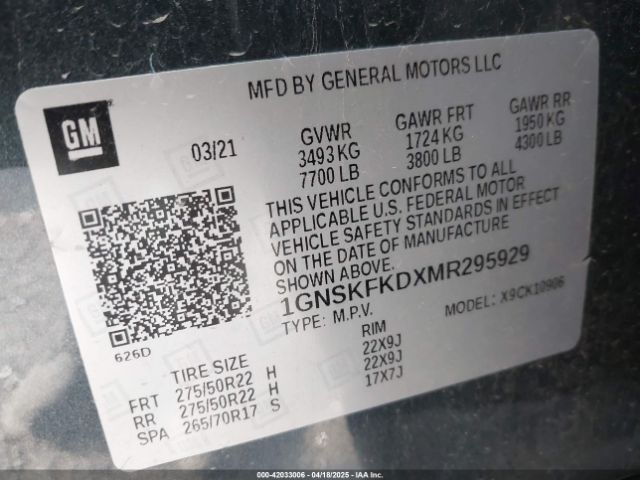 MFD BY GENERAL MOTORS LLC
GM
03/21
GVWR
3493 KG
7700 LB
GAWR FRT
1724 KG
3800 LB
GAWR RR
1950 KG
4300 LB
THIS VEHICLE CONFORMS TO ALL
APPLICABLE U.S. FEDERAL MOTOR
VEHICLE SAFETY STANDARDS IN EFFECT
ON THE DATE OF MANUFACTURE
SHOWN ABOVE.
1GNSKFKDXMR295929
TYPE: M.P.V.
MODEL: X9CK10906
626D
TIRE SIZE RIM
FRT 275/50R22 H 22X9J
RR 275/50R22 H 22X9J
SPA 265/70R17 S 17X7J
000-42033006 04/18/2025 - IAAI.COM